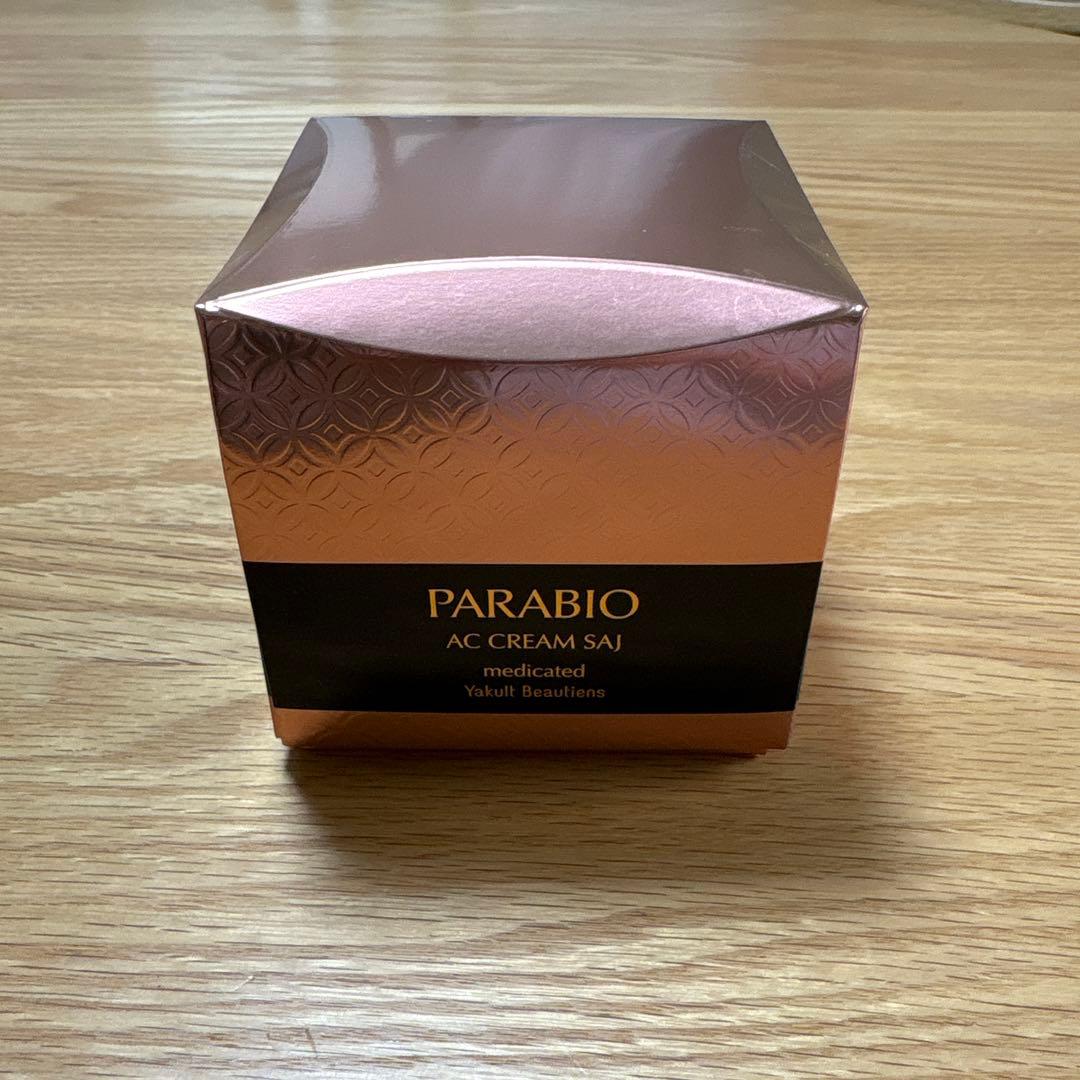 PARABIO
AC CREAM SAJ
medicated
Yakult Beautiens